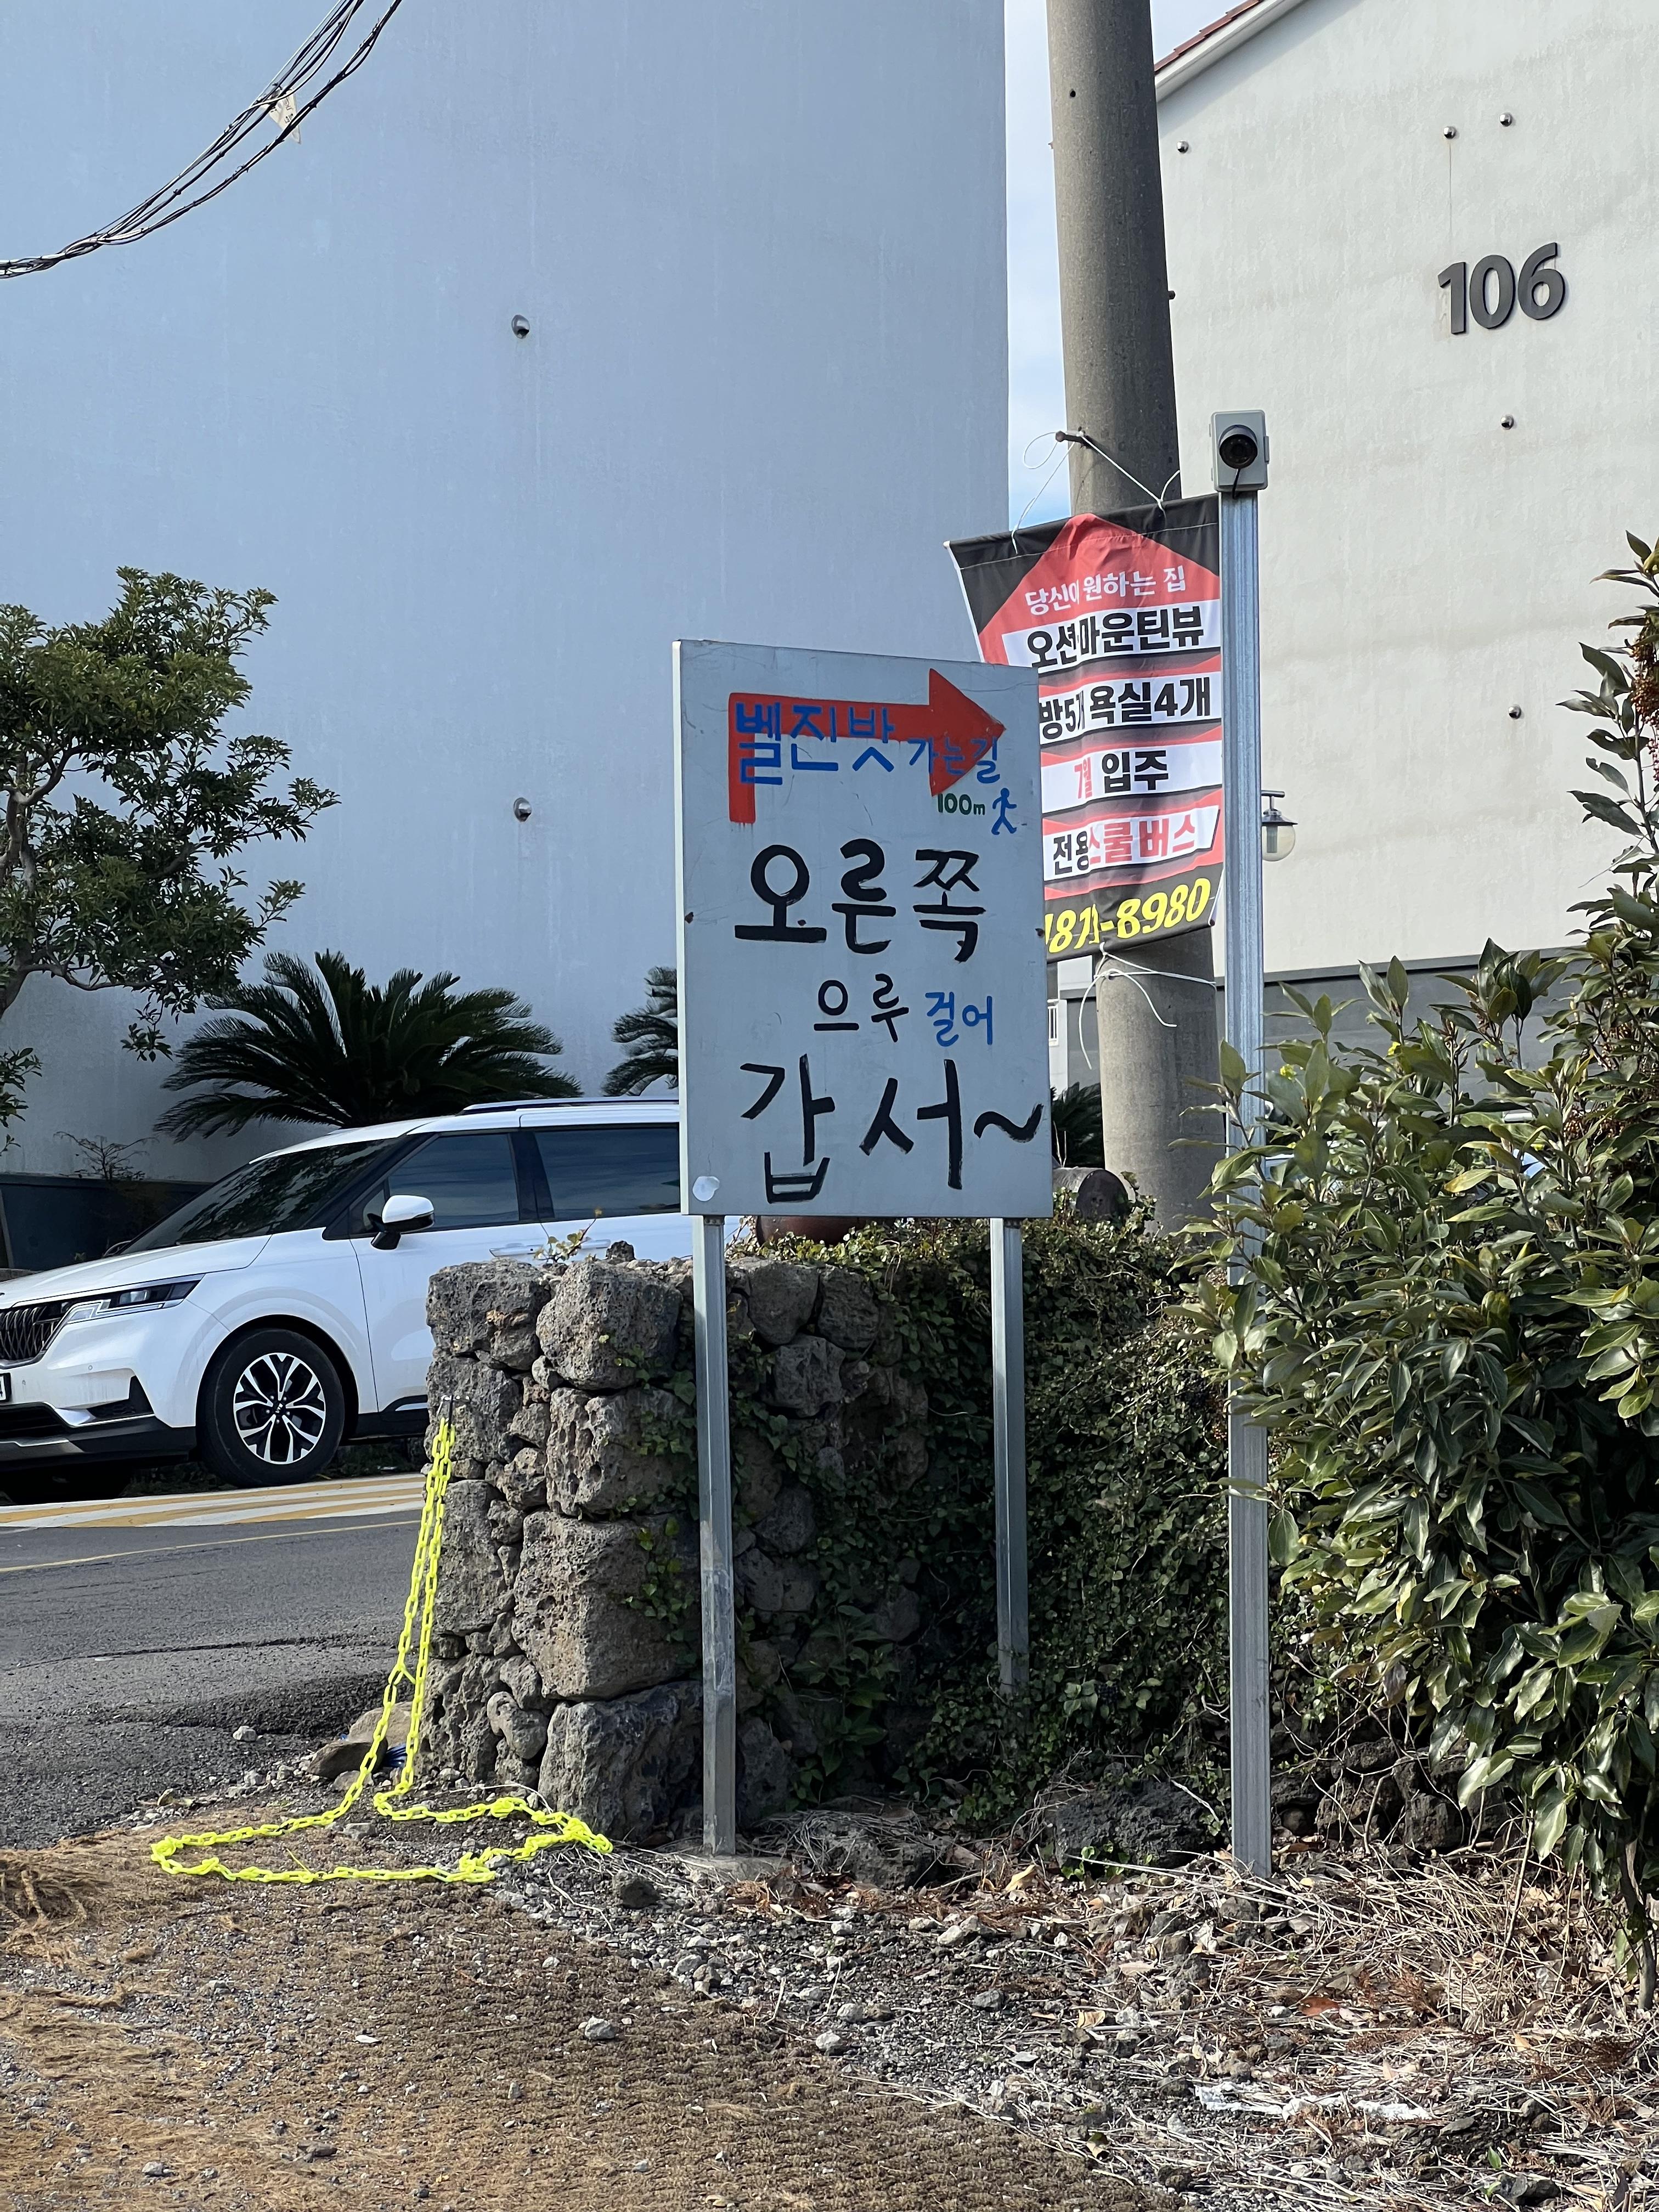 106
당신이 원하는 집
오션마운틴뷰
방5개 욕실4개
7월 입주
전용스쿨버스
-8980
벨진밧 가는길
100m
오른쪽
으루 걸어
갑서~